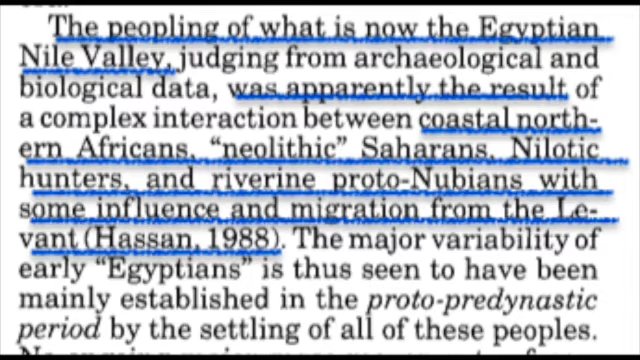 The peopling of what is now the Egyptian
Nile Valley, judging from archaeological and
biological data, was apparently the result of
a complex interaction between coastal north-
ern Africans, "neolithic" Saharans, Nilotic
hunters, and riverine proto-Nubians with
some influence and migration from the Le-
vant (Hassan, 1988). The major variability of
early "Egyptians" is thus seen to have been
mainly established in the proto-predynastic
period by the settling of all of these peoples.